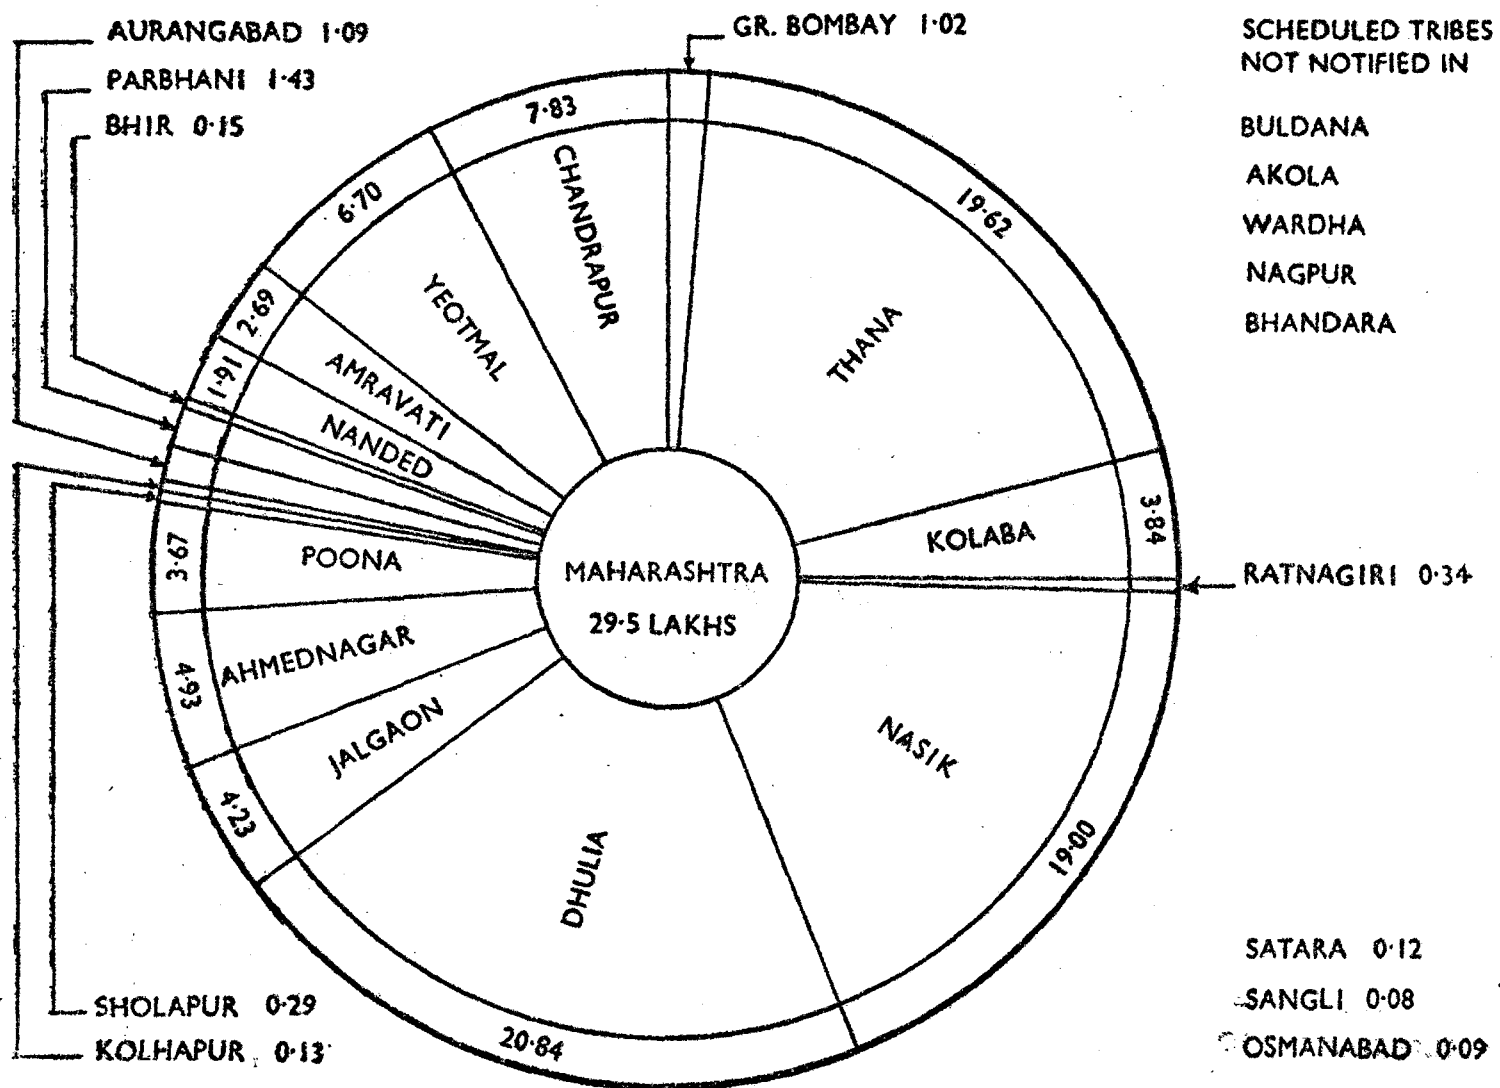 AURANGABAD 1·09
PARBHANI 1·43
BHIR 0·15
GR. BOMBAY 1·02
SCHEDULED TRIBES
NOT NOTIFIED IN
BULDANA
AKOLA
WARDHA
NAGPUR
BHANDARA
7·83
CHANDRAPUR
19·62
THANA
3·84
KOLABA
RATNAGIRI 0·34
19·00
NASIK
20·84
DHULIA
4·23
JALGAON
4·93
AHMEDNAGAR
3·67
POONA
1·91
NANDED
2·69
AMRAVATI
6·70
YEOTMAL
MAHARASHTRA
29·5 LAKHS
SHOLAPUR 0·29
KOLHAPUR 0·13
SATARA 0·12
SANGLI 0·08
OSMANABAD 0·09